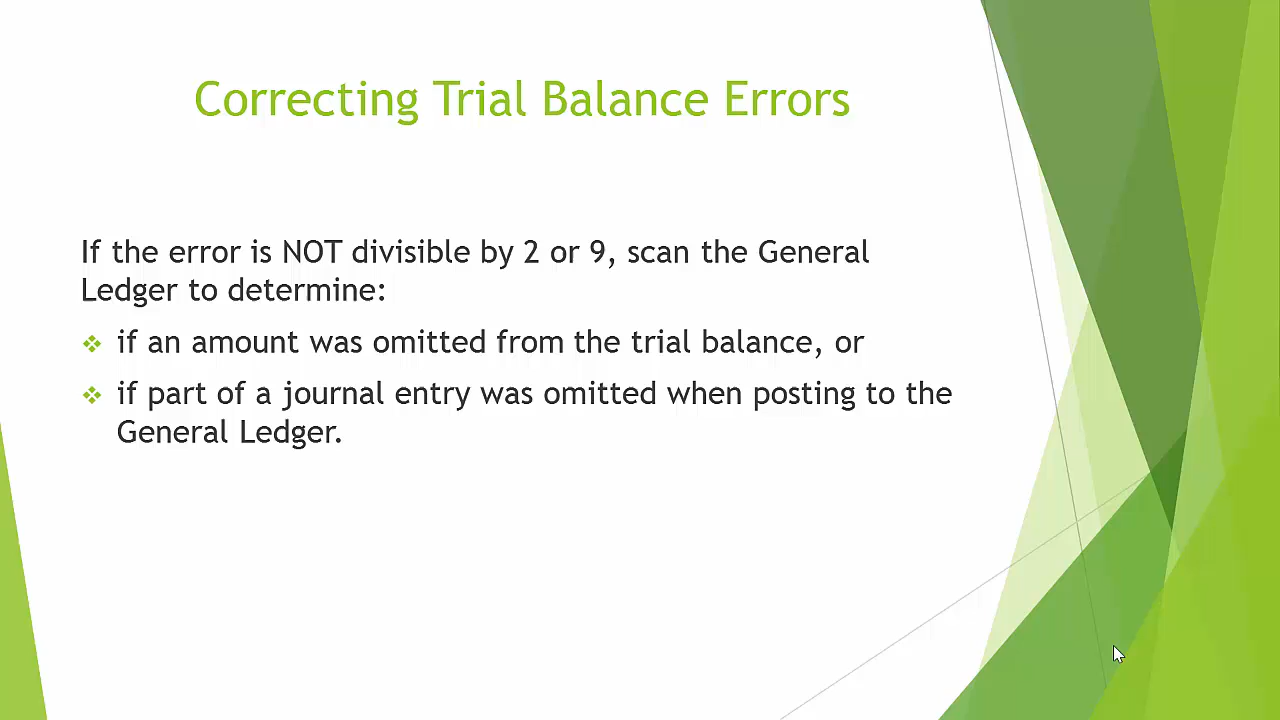 Correcting Trial Balance Errors
If the error is NOT divisible by 2 or 9, scan the General
Ledger to determine:
if an amount was omitted from the trial balance, or
if part of a journal entry was omitted when posting to the
General Ledger.